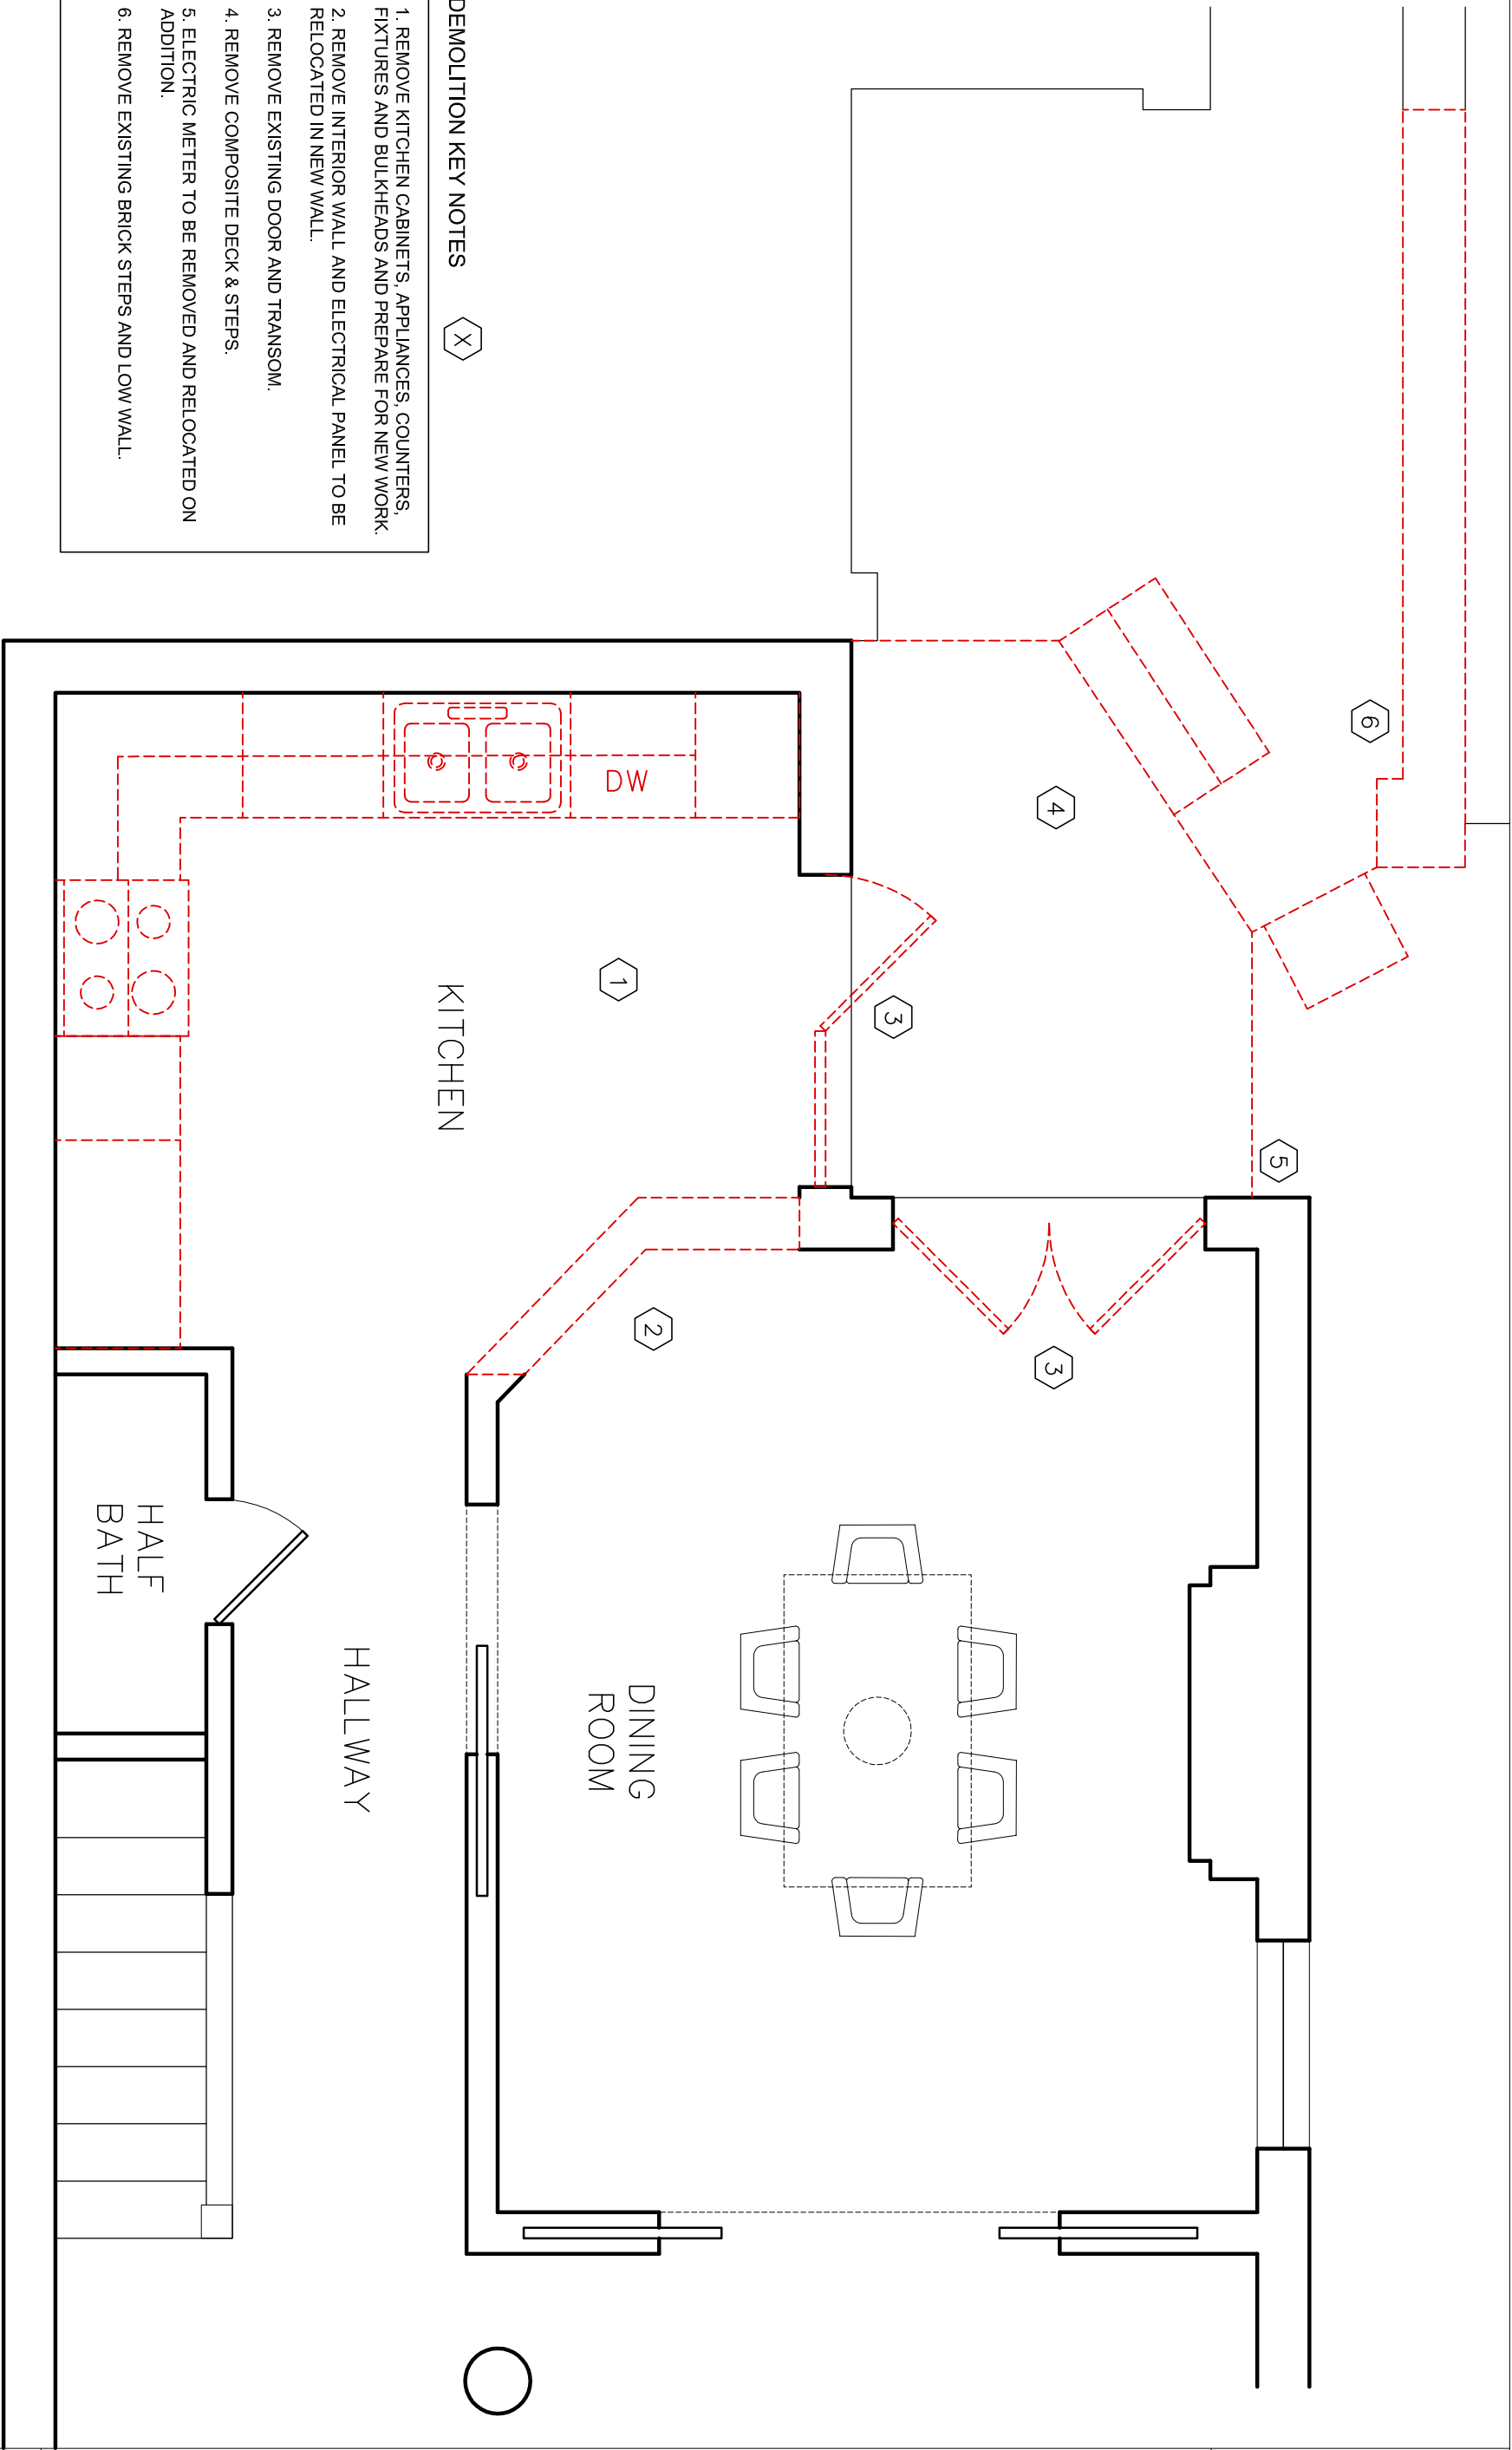 DEMOLITION KEY NOTES
X
1. REMOVE KITCHEN CABINETS, APPLIANCES, COUNTERS,
FIXTURES AND BULKHEADS AND PREPARE FOR NEW WORK.
2. REMOVE INTERIOR WALL AND ELECTRICAL PANEL TO BE
RELOCATED IN NEW WALL.
3. REMOVE EXISTING DOOR AND TRANSOM.
4. REMOVE COMPOSITE DECK & STEPS.
5. ELECTRIC METER TO BE REMOVED AND RELOCATED ON
ADDITION.
6. REMOVE EXISTING BRICK STEPS AND LOW WALL.
6
4
5
3
3
1
2
DW
KITCHEN
DINING
ROOM
HALLWAY
HALF
BATH